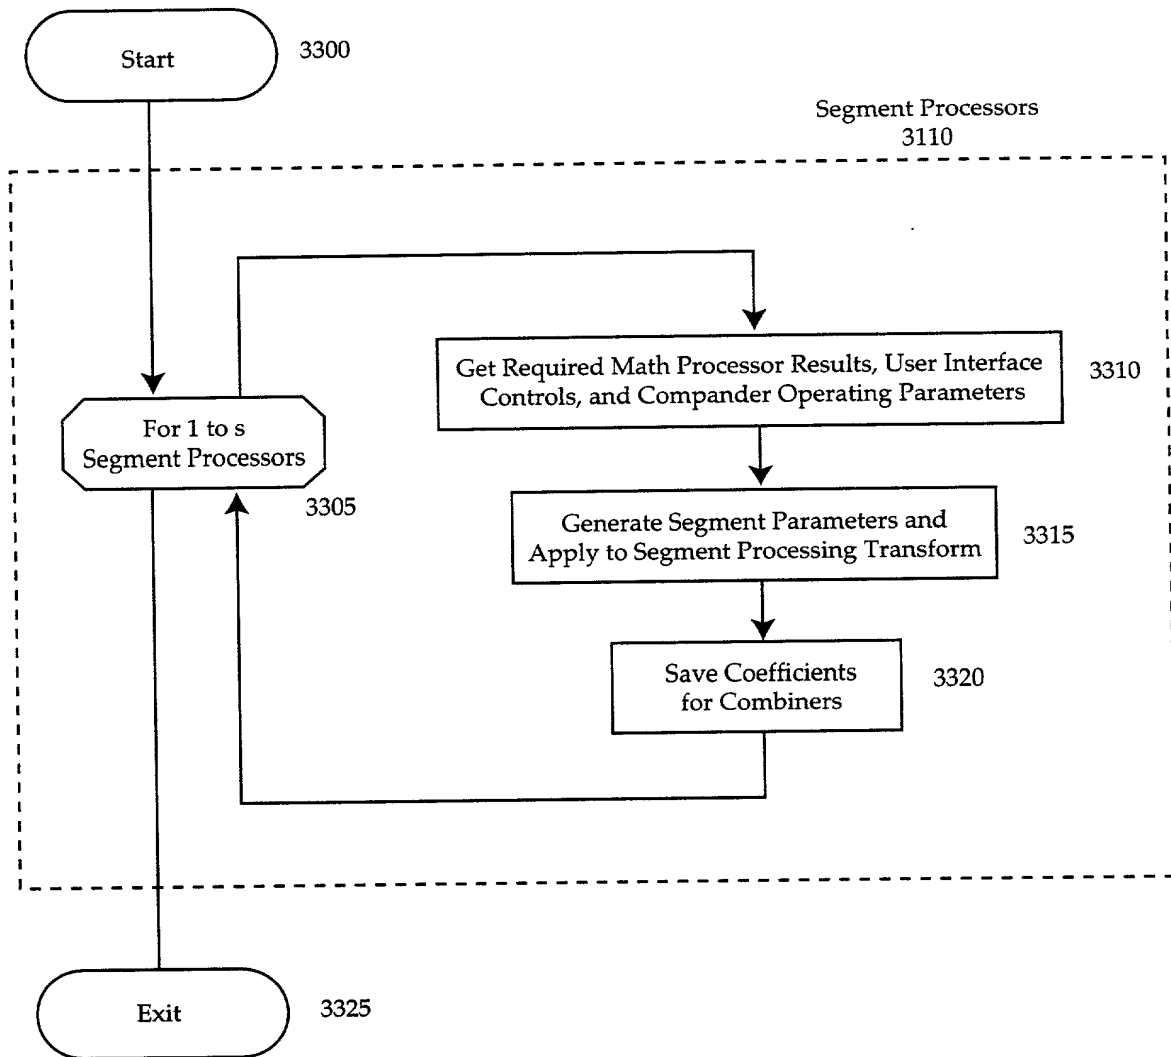 Start
3300
Segment Processors
3110
Get Required Math Processor Results, User Interface
Controls, and Compander Operating Parameters
3310
For 1 to s
Segment Processors
3305
Generate Segment Parameters and
Apply to Segment Processing Transform
3315
Save Coefficients
for Combiners
3320
Exit
3325